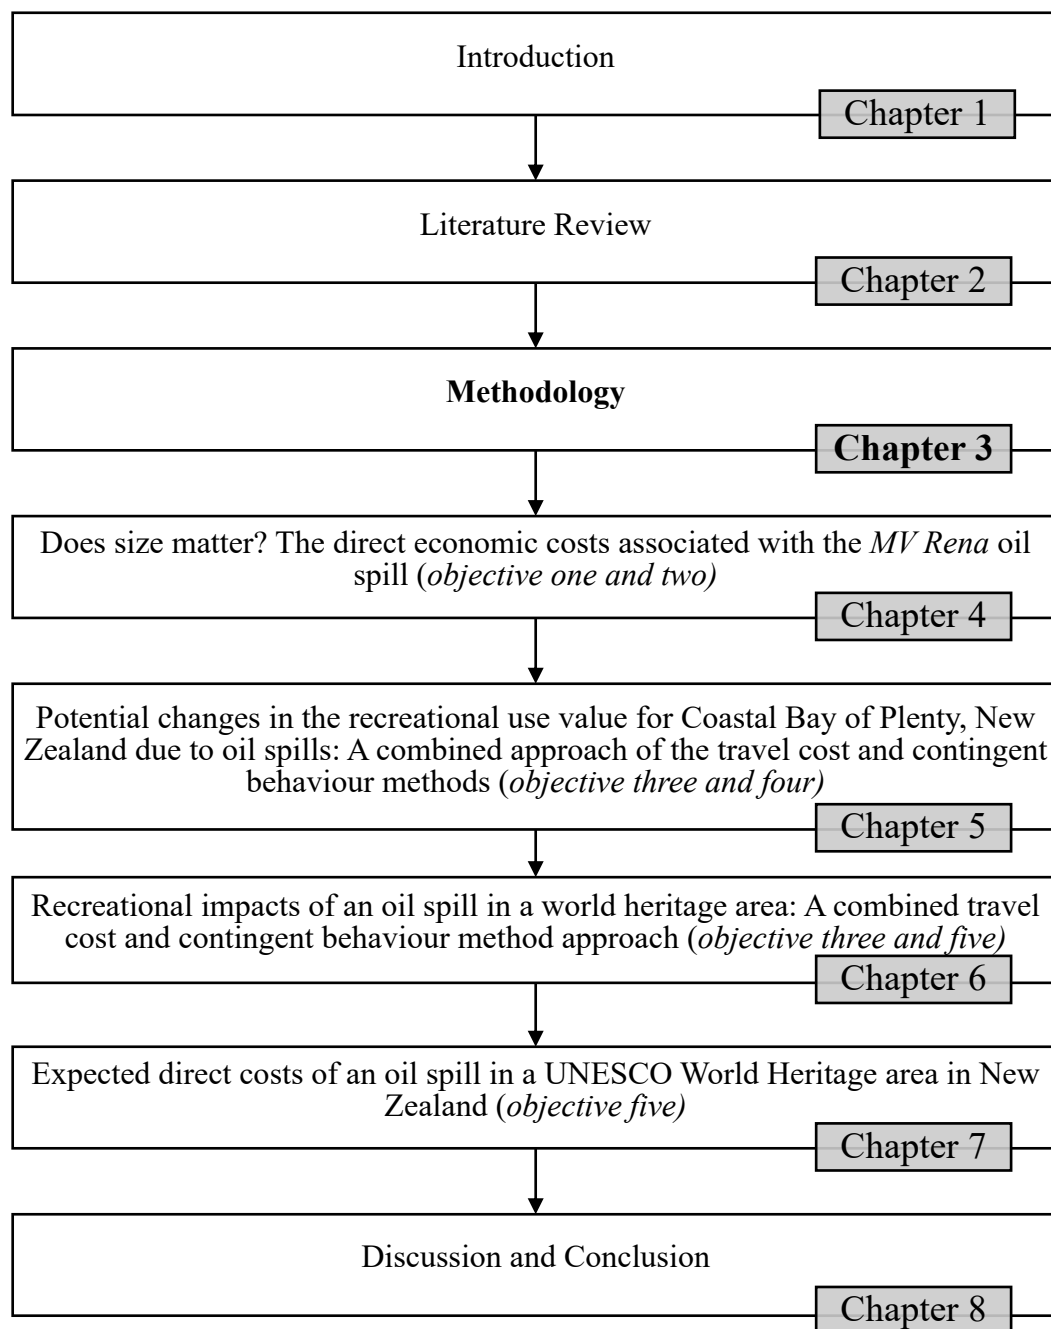 Introduction
Chapter 1
Literature Review
Chapter 2
Methodology
Chapter 3
Does size matter? The direct economic costs associated with the MV Rena oil
spill (objective one and two)
Chapter 4
Potential changes in the recreational use value for Coastal Bay of Plenty, New
Zealand due to oil spills: A combined approach of the travel cost and contingent
behaviour methods (objective three and four)
Chapter 5
Recreational impacts of an oil spill in a world heritage area: A combined travel
cost and contingent behaviour method approach (objective three and five)
Chapter 6
Expected direct costs of an oil spill in a UNESCO World Heritage area in New
Zealand (objective five)
Chapter 7
Discussion and Conclusion
Chapter 8